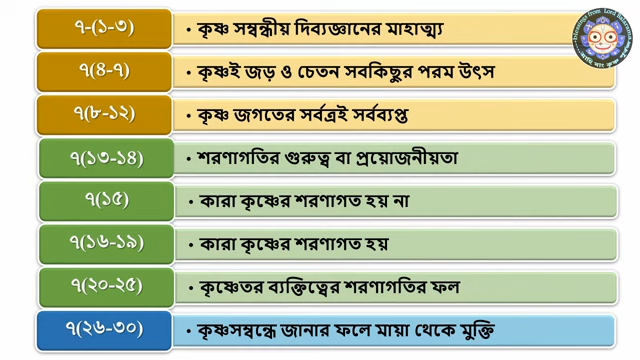 ৭-(১-৩) • কৃষ্ণ সম্বন্ধীয় দিব্যজ্ঞানের মাহাত্ম্য
৭(৪-৭) • কৃষ্ণই জড় ও চেতন সবকিছুর পরম উৎস
৭(৮-১২) • কৃষ্ণ জগতের সর্বত্রই সর্বব্যপ্ত
৭(১৩-১৪) • শরণাগতির গুরুত্ব বা প্রয়োজনীয়তা
৭(১৫) • কারা কৃষ্ণের শরণাগত হয় না
৭(১৬-১৯) • কারা কৃষ্ণের শরণাগত হয়
৭(২০-২৫) • কৃষ্ণেতর ব্যক্তিত্বের শরণাগতির ফল
৭(২৬-৩০) • কৃষ্ণসম্বন্ধে জানার ফলে মায়া থেকে মুক্তি